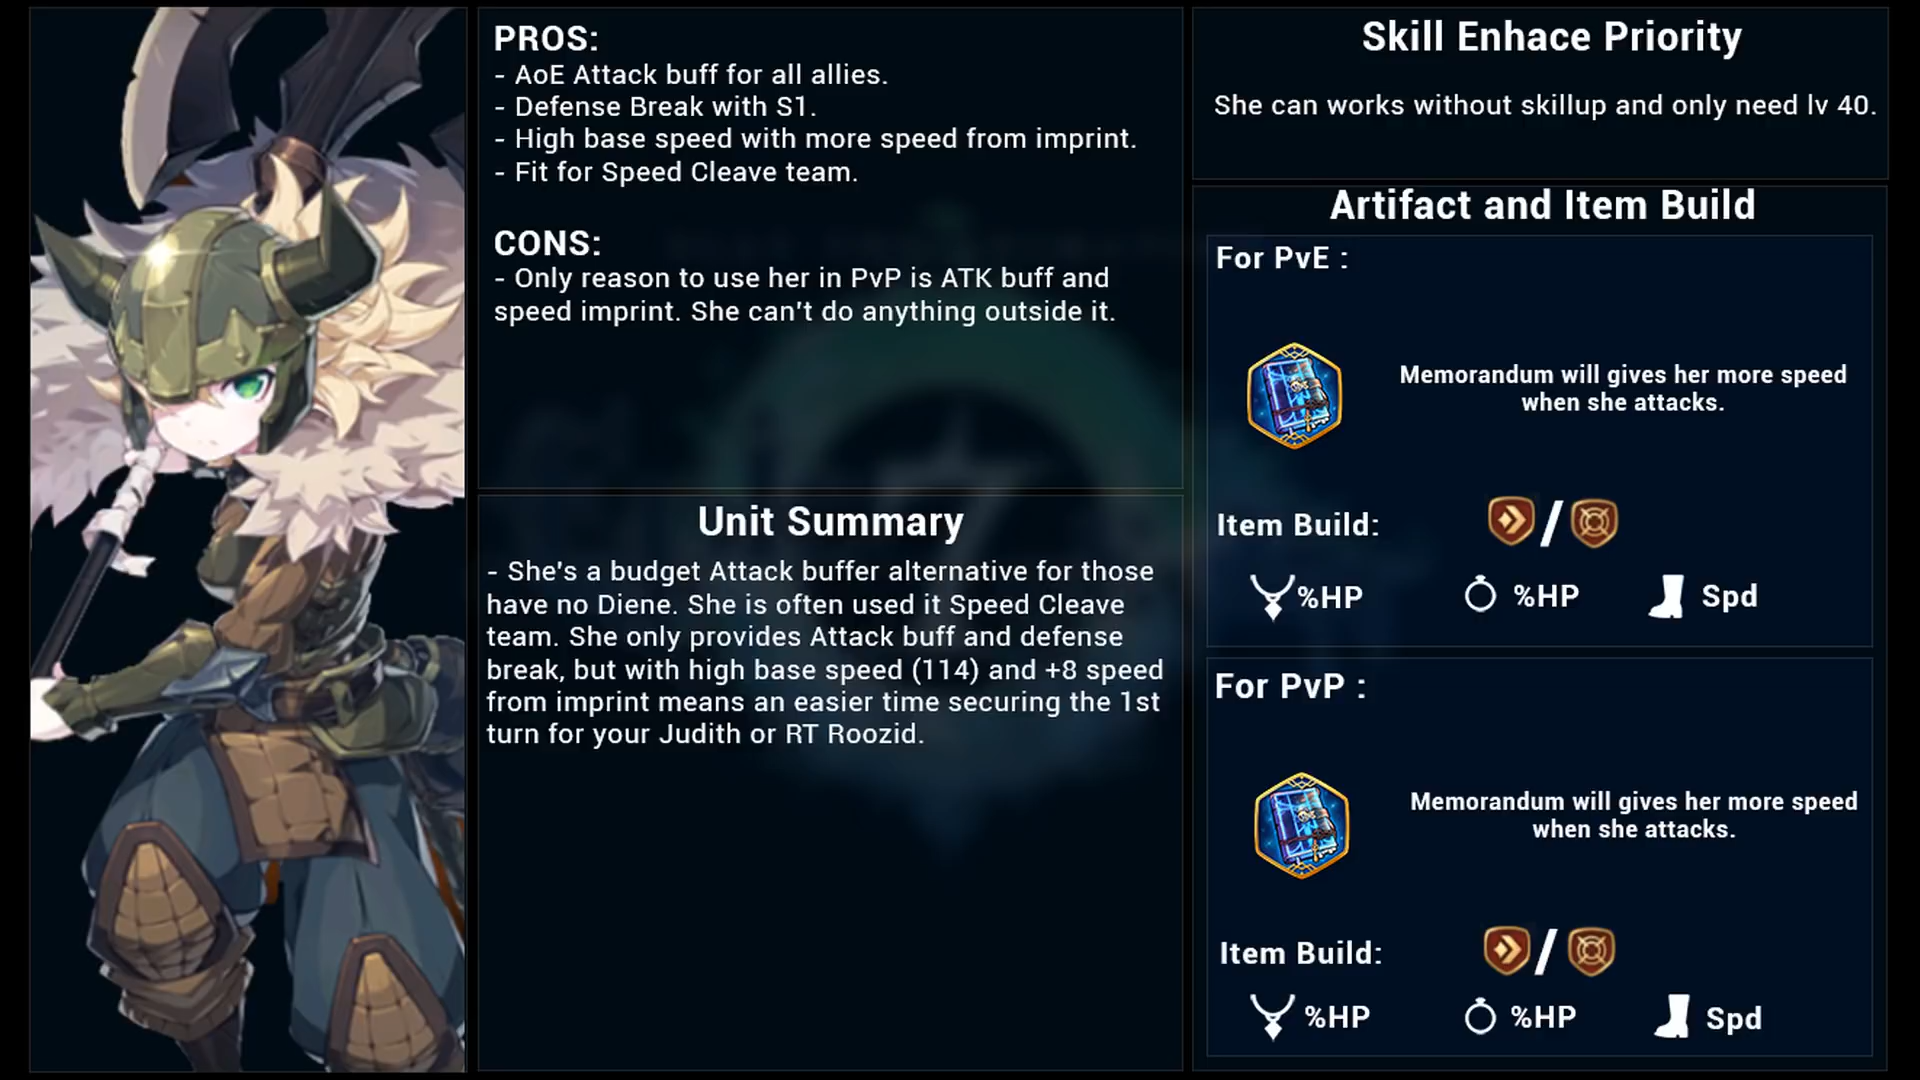 PROS:
- AoE Attack buff for all allies.
- Defense Break with S1.
- High base speed with more speed from imprint.
- Fit for Speed Cleave team.
CONS:
- Only reason to use her in PvP is ATK buff and
speed imprint. She can't do anything outside it.
Unit Summary
- She's a budget Attack buffer alternative for those
have no Diene. She is often used it Speed Cleave
team. She only provides Attack buff and defense
break, but with high base speed (114) and +8 speed
from imprint means an easier time securing the 1st
turn for your Judith or RT Roozid.
Skill Enhace Priority
She can works without skillup and only need lv 40.
Artifact and Item Build
For PvE :
Memorandum will gives her more speed
when she attacks.
Item Build: /
%HP %HP Spd
For PvP :
Memorandum will gives her more speed
when she attacks.
Item Build: /
%HP %HP Spd